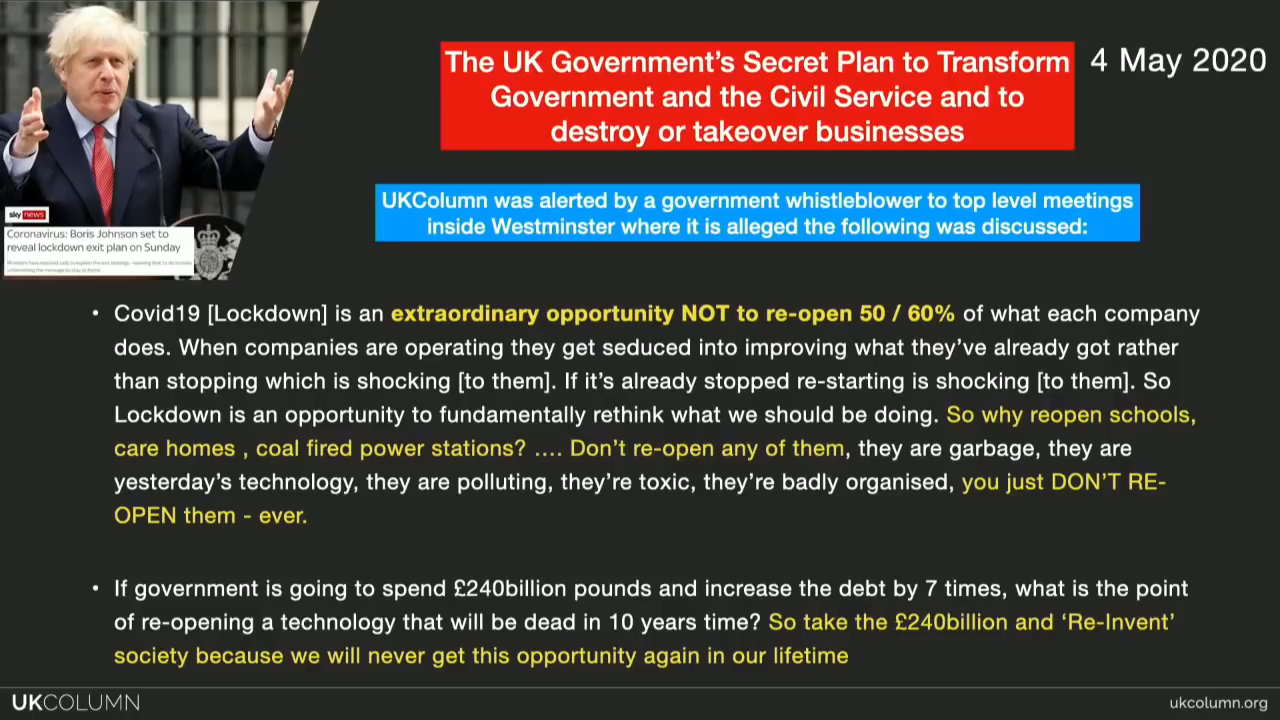 The UK Government's Secret Plan to Transform
Government and the Civil Service and to
destroy or takeover businesses
4 May 2020
UKColumn was alerted by a government whistleblower to top level meetings
inside Westminster where it is alleged the following was discussed:
sky news
Coronavirus: Boris Johnson set to
reveal lockdown exit plan on Sunday
• Covid19 [Lockdown] is an extraordinary opportunity NOT to re-open 50 / 60% of what each company
does. When companies are operating they get seduced into improving what they've already got rather
than stopping which is shocking [to them]. If it's already stopped re-starting is shocking [to them]. So
Lockdown is an opportunity to fundamentally rethink what we should be doing. So why reopen schools,
care homes , coal fired power stations? .... Don't re-open any of them, they are garbage, they are
yesterday's technology, they are polluting, they're toxic, they're badly organised, you just DON'T RE-
OPEN them - ever.
• If government is going to spend £240billion pounds and increase the debt by 7 times, what is the point
of re-opening a technology that will be dead in 10 years time? So take the £240billion and 'Re-Invent'
society because we will never get this opportunity again in our lifetime
UKCOLUMN
ukcolumn.org